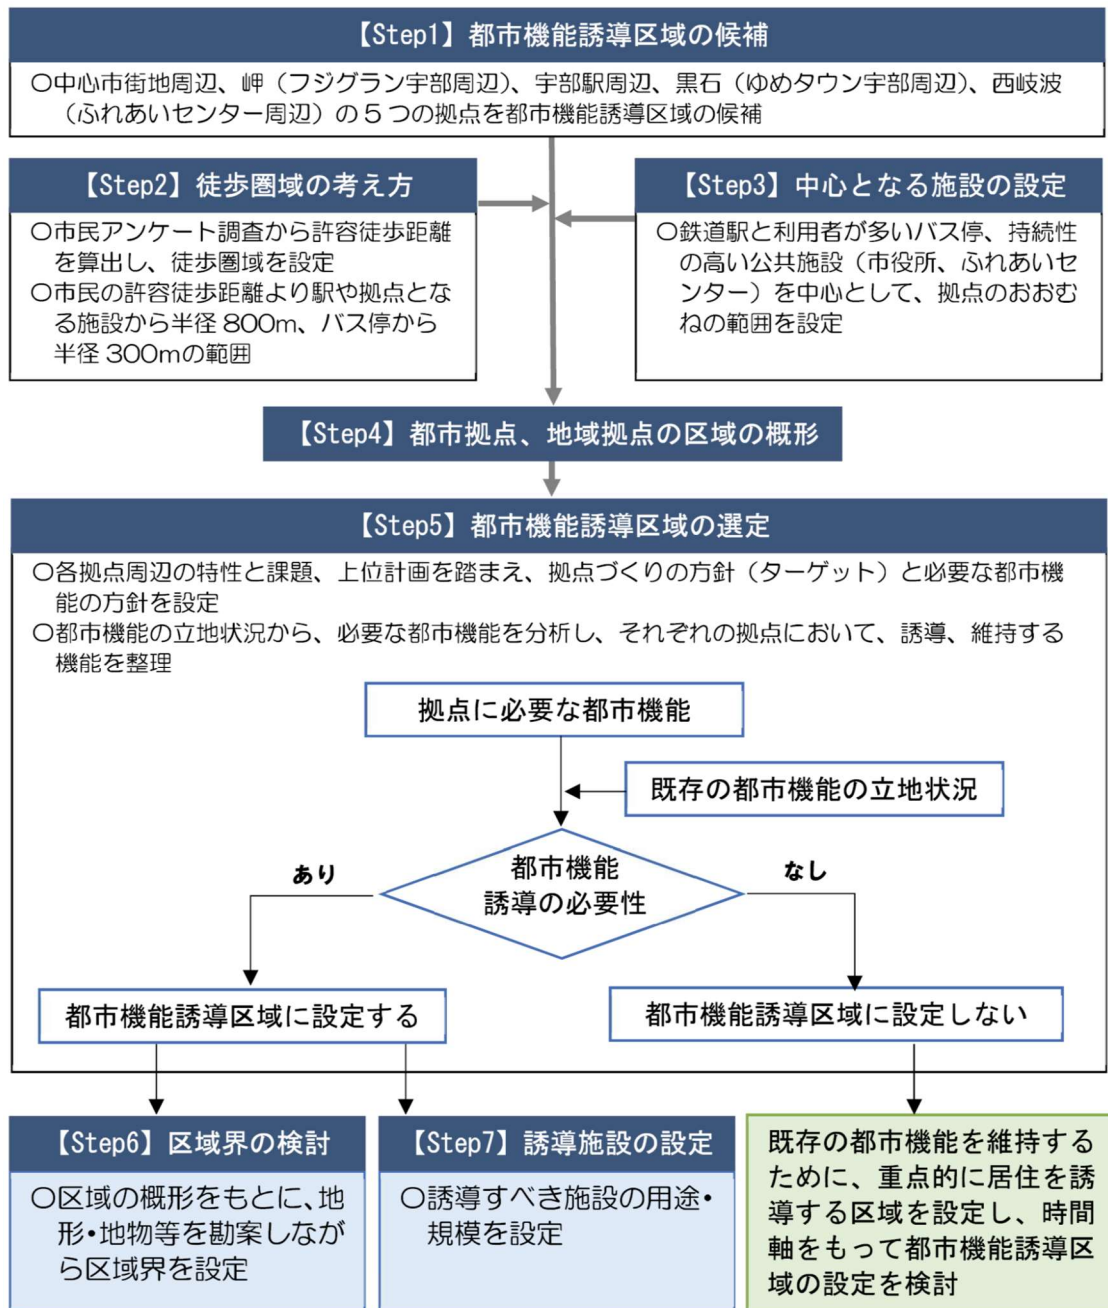 【Step1】都市機能誘導区域の候補
〇中心市街地周辺、岬（フジグラン宇部周辺）、宇部駅周辺、黒石（ゆめタウン宇部周辺）、西岐波
（ふれあいセンター周辺）の５つの拠点を都市機能誘導区域の候補
【Step2】徒歩圏域の考え方
〇市民アンケート調査から許容徒歩距離
を算出し、徒歩圏域を設定
〇市民の許容徒歩距離より駅や拠点とな
る施設から半径 800m、バス停から
半径 300mの範囲
【Step3】中心となる施設の設定
〇鉄道駅と利用者が多いバス停、持続性
の高い公共施設（市役所、ふれあいセ
ンター）を中心として、拠点のおおむ
ねの範囲を設定
【Step4】都市拠点、地域拠点の区域の概形
【Step5】都市機能誘導区域の選定
〇各拠点周辺の特性と課題、上位計画を踏まえ、拠点づくりの方針（ターゲット）と必要な都市機
能の方針を設定
〇都市機能の立地状況から、必要な都市機能を分析し、それぞれの拠点において、誘導、維持する
機能を整理
拠点に必要な都市機能
既存の都市機能の立地状況
都市機能
誘導の必要性
あり
なし
都市機能誘導区域に設定する
都市機能誘導区域に設定しない
【Step6】区域界の検討
〇区域の概形をもとに、地
形・地物等を勘案しなが
ら区域界を設定
【Step7】誘導施設の設定
〇誘導すべき施設の用途・
規模を設定
既存の都市機能を維持する
ために、重点的に居住を誘
導する区域を設定し、時間
軸をもって都市機能誘導区
域の設定を検討